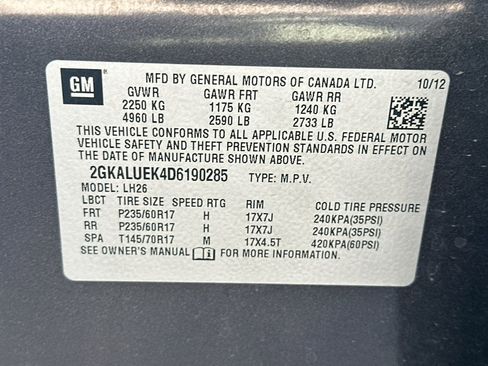 GM
MFD BY GENERAL MOTORS OF CANADA LTD.
10/12
GVWR GAWR FRT GAWR RR
2250 KG 1175 KG 1240 KG
4960 LB 2590 LB 2733 LB
THIS VEHICLE CONFORMS TO ALL APPLICABLE U.S. FEDERAL MOTOR
VEHICLE SAFETY AND THEFT PREVENTION STANDARDS IN EFFECT ON
THE DATE OF MANUFACTURE SHOWN ABOVE.
2GKALUEK4D6190285 TYPE: M.P.V.
MODEL: LH26
LBCT TIRE SIZE SPEED RTG RIM COLD TIRE PRESSURE
FRT P235/60R17 H 17X7J 240KPA(35PSI)
RR P235/60R17 H 17X7J 240KPA(35PSI)
SPA T145/70R17 M 17X4.5T 420KPA(60PSI)
SEE OWNER'S MANUAL FOR MORE INFORMATION.